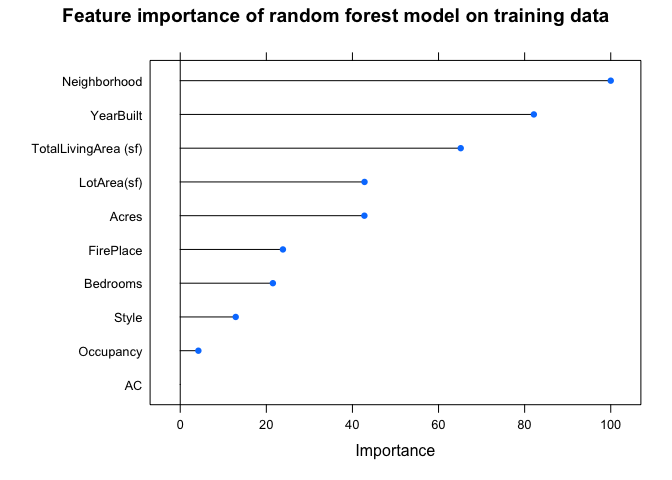 Feature importance of random forest model on training data
Neighborhood
YearBuilt
TotalLivingArea (sf)
LotArea(sf)
Acres
FirePlace
Bedrooms
Style
Occupancy
AC
0 20 40 60 80 100
Importance